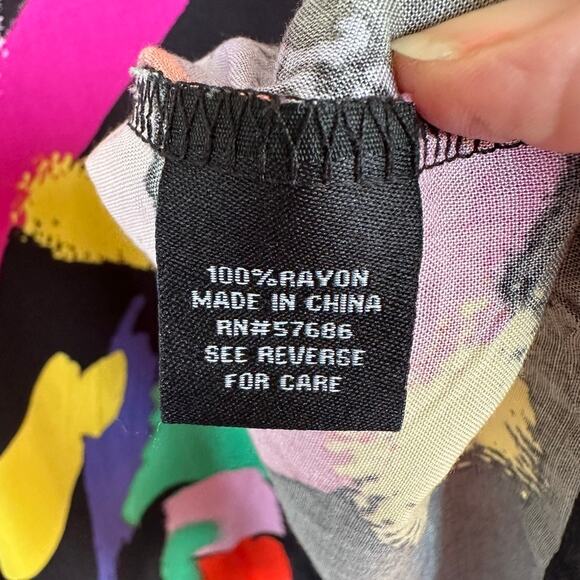 100%RAYON
MADE IN CHINA
RN#57686
SEE REVERSE
FOR CARE